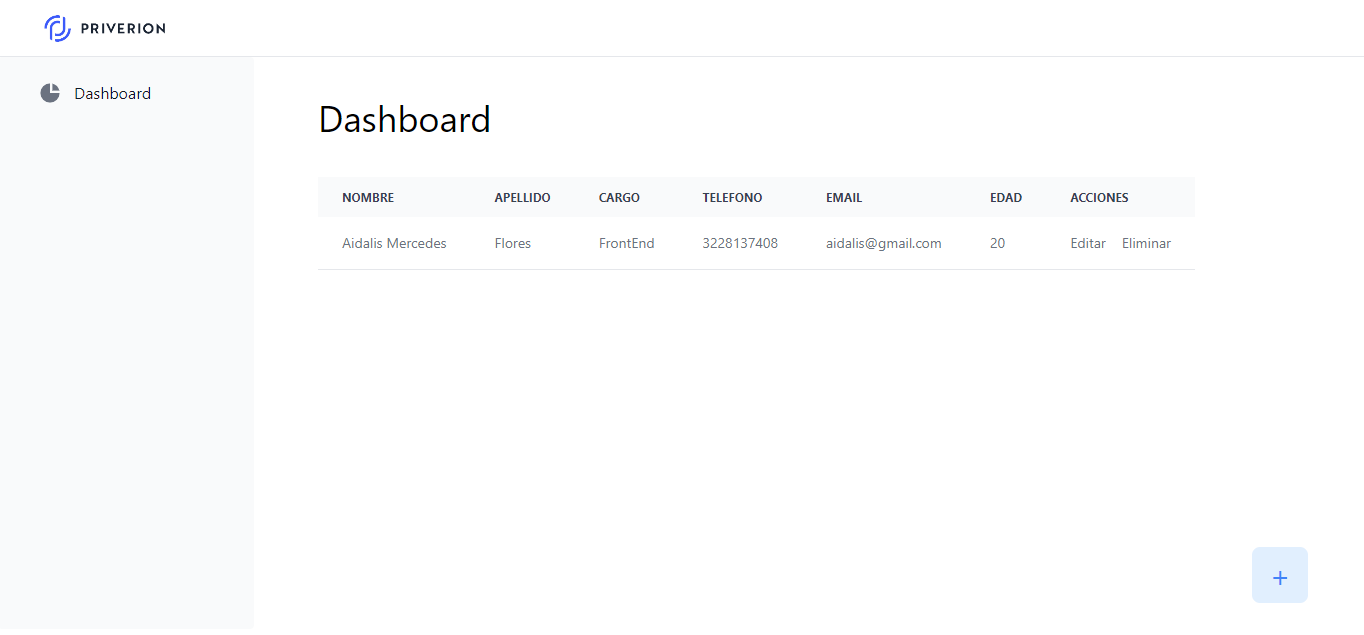 PRIVERION
Dashboard
Dashboard
NOMBRE APELLIDO CARGO TELEFONO EMAIL EDAD ACCIONES
Aidalis Mercedes Flores FrontEnd 3228137408 aidalis@gmail.com 20 Editar Eliminar
+